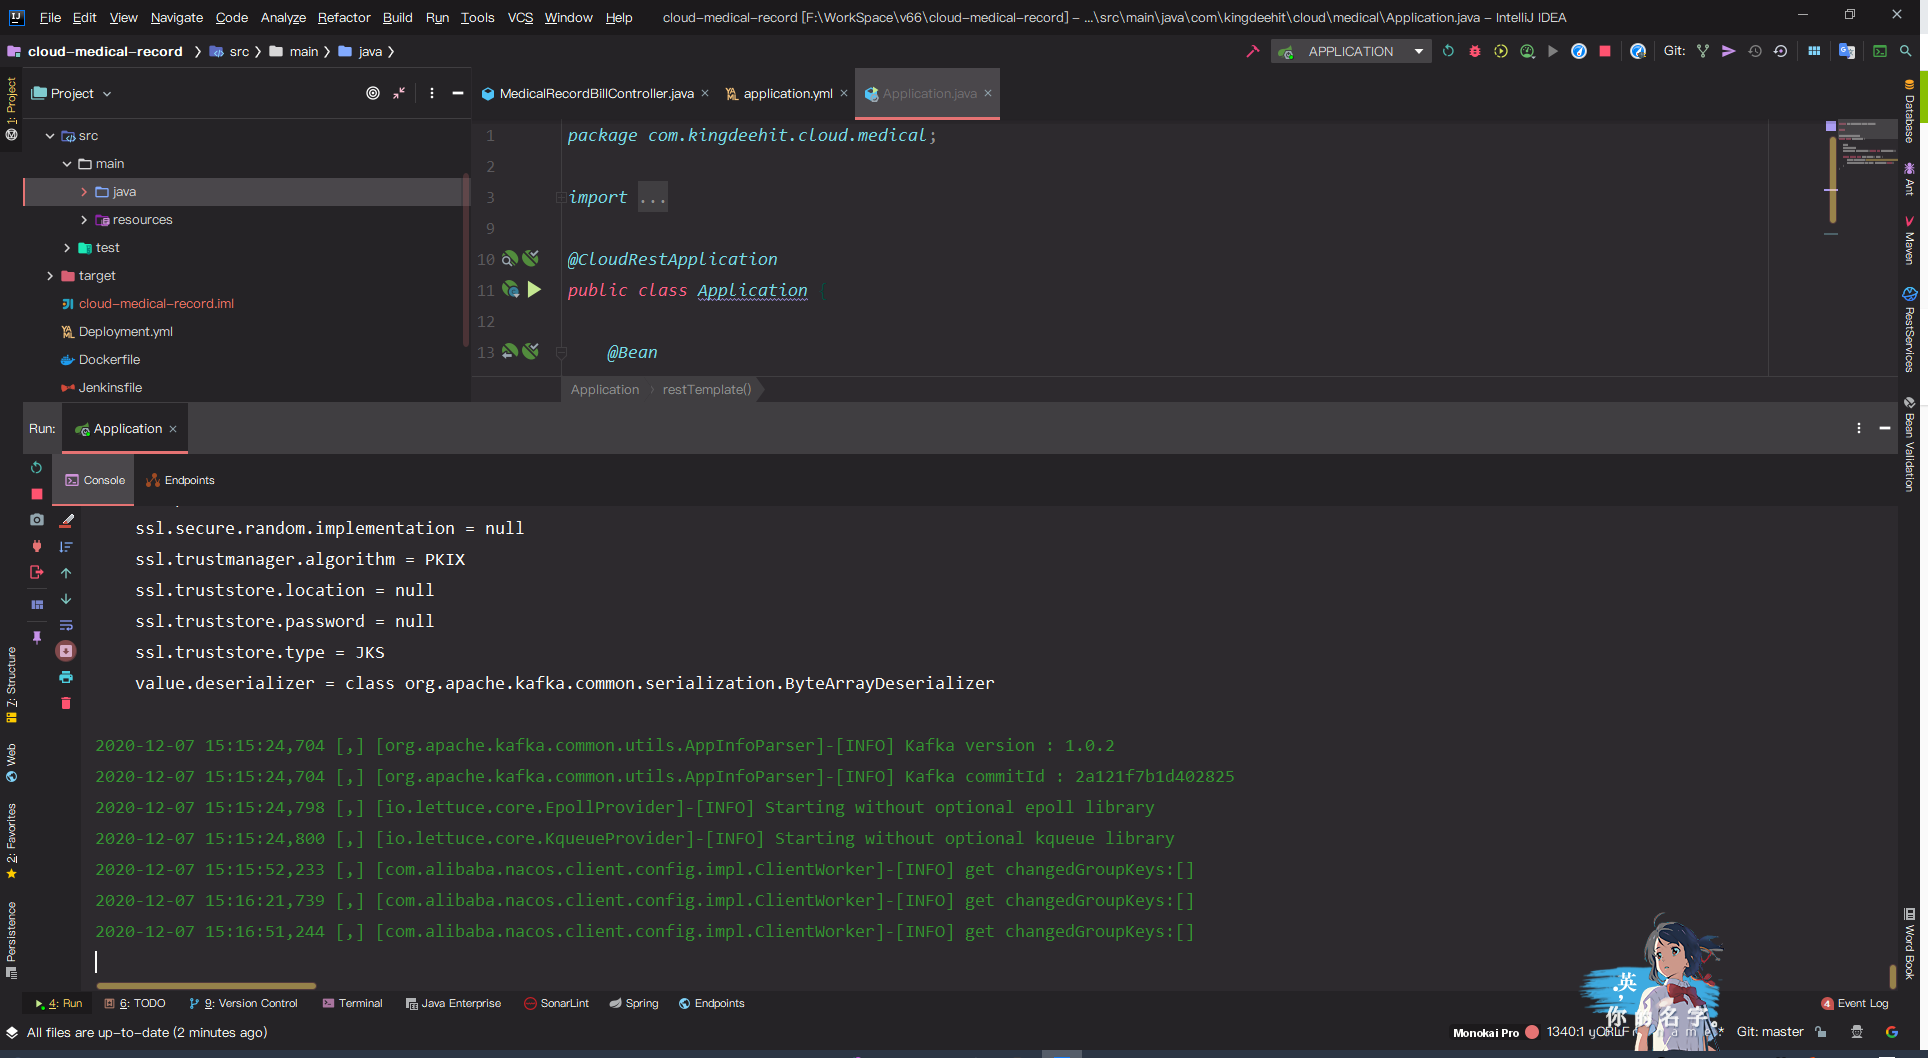 File Edit View Navigate Code Analyze Refactor Build Run Tools VCS Window Help cloud-medical-record [F:\WorkSpace\v66\cloud-medical-record] – ...\src\main\java\com\kingdeehit\cloud\medical\Application.java – IntelliJ IDEA
cloud-medical-record src main java
APPLICATION
Git:
1: Project
Project
src
main
java
resources
test
target
cloud-medical-record.iml
Deployment.yml
Dockerfile
Jenkinsfile
MedicalRecordBillController.java application.yml Application.java
1 package com.kingdeehit.cloud.medical;
2
3 import ...
9
10 @CloudRestApplication
11 public class Application {
12
13 @Bean
Application restTemplate()
Database
Ant
Maven
RestServices
Bean Validation
Word Book
Run: Application
Console Endpoints
ssl.secure.random.implementation = null
ssl.trustmanager.algorithm = PKIX
ssl.truststore.location = null
ssl.truststore.password = null
ssl.truststore.type = JKS
value.deserializer = class org.apache.kafka.common.serialization.ByteArrayDeserializer
2020-12-07 15:15:24,704 [,] [org.apache.kafka.common.utils.AppInfoParser]-[INFO] Kafka version : 1.0.2
2020-12-07 15:15:24,704 [,] [org.apache.kafka.common.utils.AppInfoParser]-[INFO] Kafka commitId : 2a121f7b1d402825
2020-12-07 15:15:24,798 [,] [io.lettuce.core.EpollProvider]-[INFO] Starting without optional epoll library
2020-12-07 15:15:24,800 [,] [io.lettuce.core.KqueueProvider]-[INFO] Starting without optional kqueue library
2020-12-07 15:15:52,233 [,] [com.alibaba.nacos.client.config.impl.ClientWorker]-[INFO] get changedGroupKeys:[]
2020-12-07 15:16:21,739 [,] [com.alibaba.nacos.client.config.impl.ClientWorker]-[INFO] get changedGroupKeys:[]
2020-12-07 15:16:51,244 [,] [com.alibaba.nacos.client.config.impl.ClientWorker]-[INFO] get changedGroupKeys:[]
7: Structure
Web
2: Favorites
Persistence
英
你的名字。
4: Run 6: TODO 9: Version Control Terminal Java Enterprise SonarLint Spring Endpoints 4 Event Log
All files are up-to-date (2 minutes ago) Monokai Pro 1340:1 Git: master